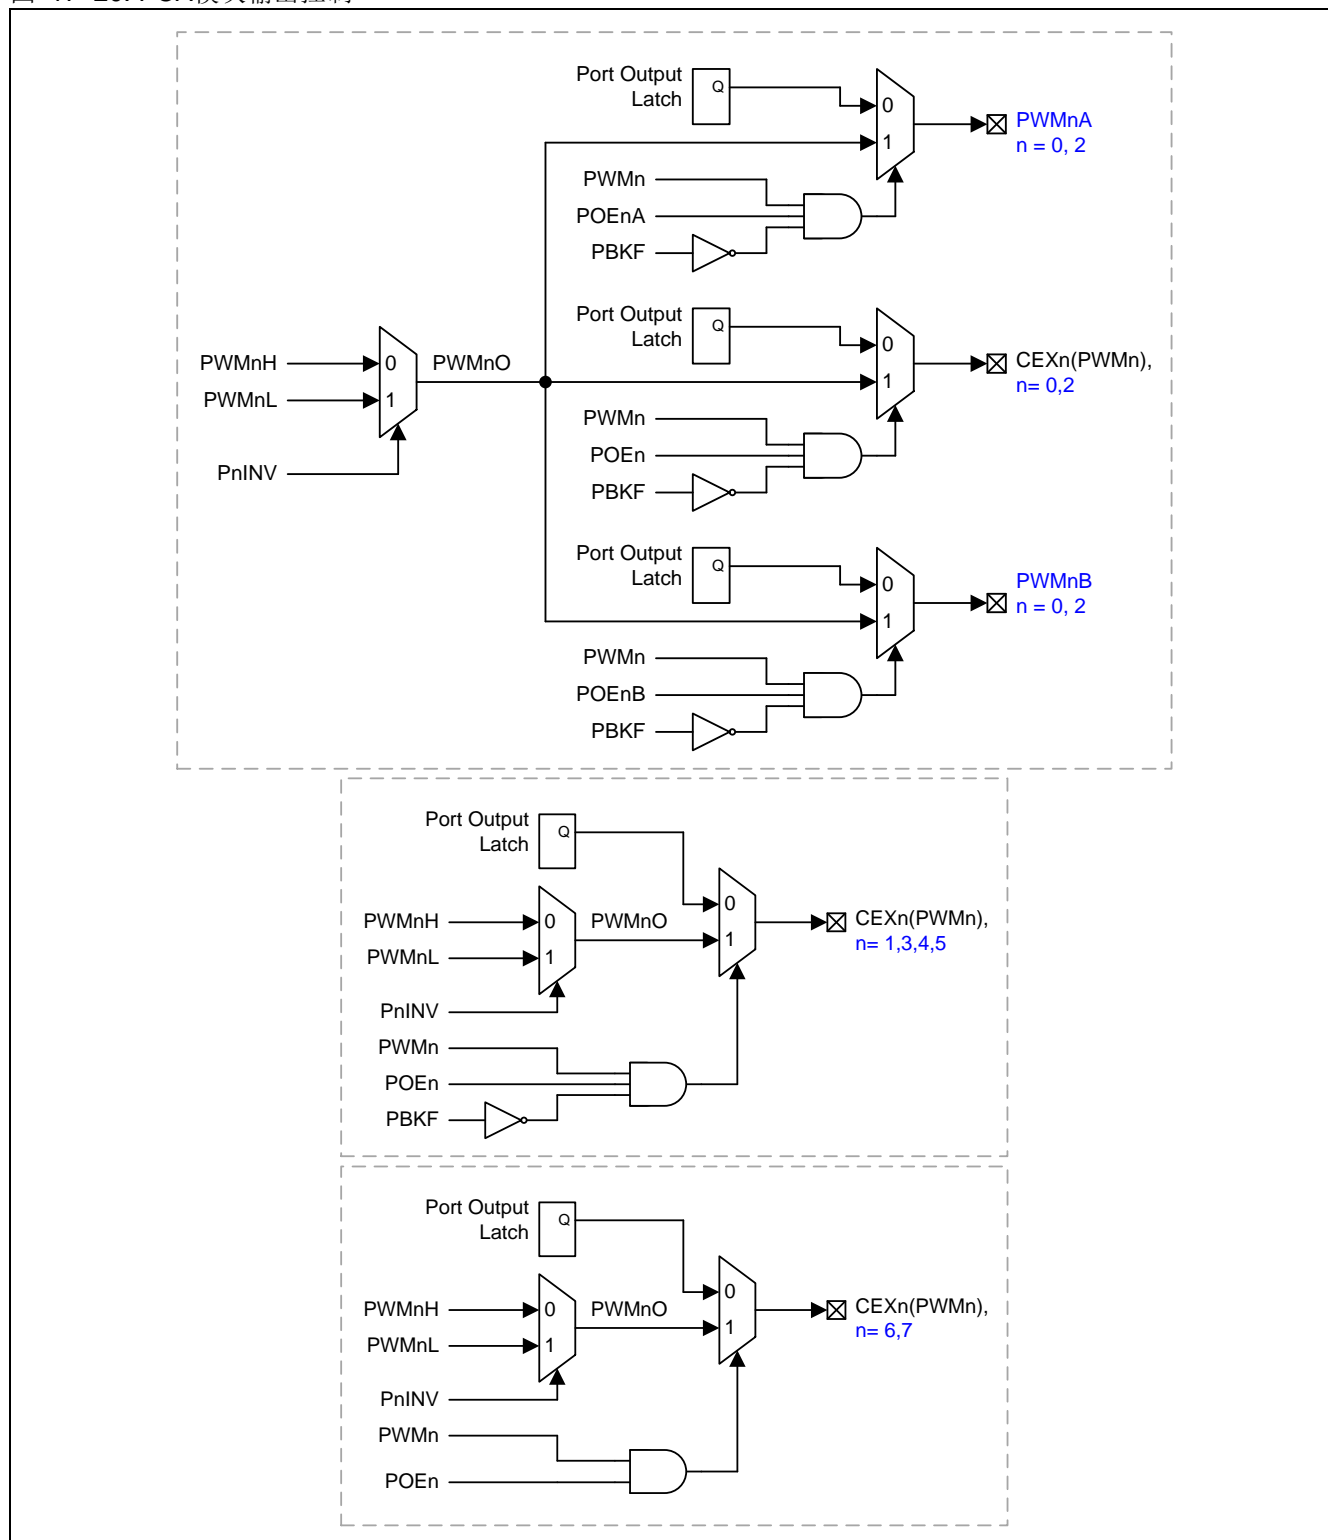 Port Output
Latch
Q
0
1
PWMnA
n = 0, 2
PWMn
POEnA
PBKF
Port Output
Latch
Q
0
1
CEXn(PWMn),
n= 0,2
PWMnH
0
PWMnO
PWMnL
1
PWMn
POEn
PnINV
PBKF
Port Output
Latch
Q
0
1
PWMnB
n = 0, 2
PWMn
POEnB
PBKF
Port Output
Latch
Q
0
1
CEXn(PWMn),
n= 1,3,4,5
PWMnH
0
PWMnO
PWMnL
1
PnINV
PWMn
POEn
PBKF
Port Output
Latch
Q
0
1
CEXn(PWMn),
n= 6,7
PWMnH
0
PWMnO
PWMnL
1
PnINV
PWMn
POEn